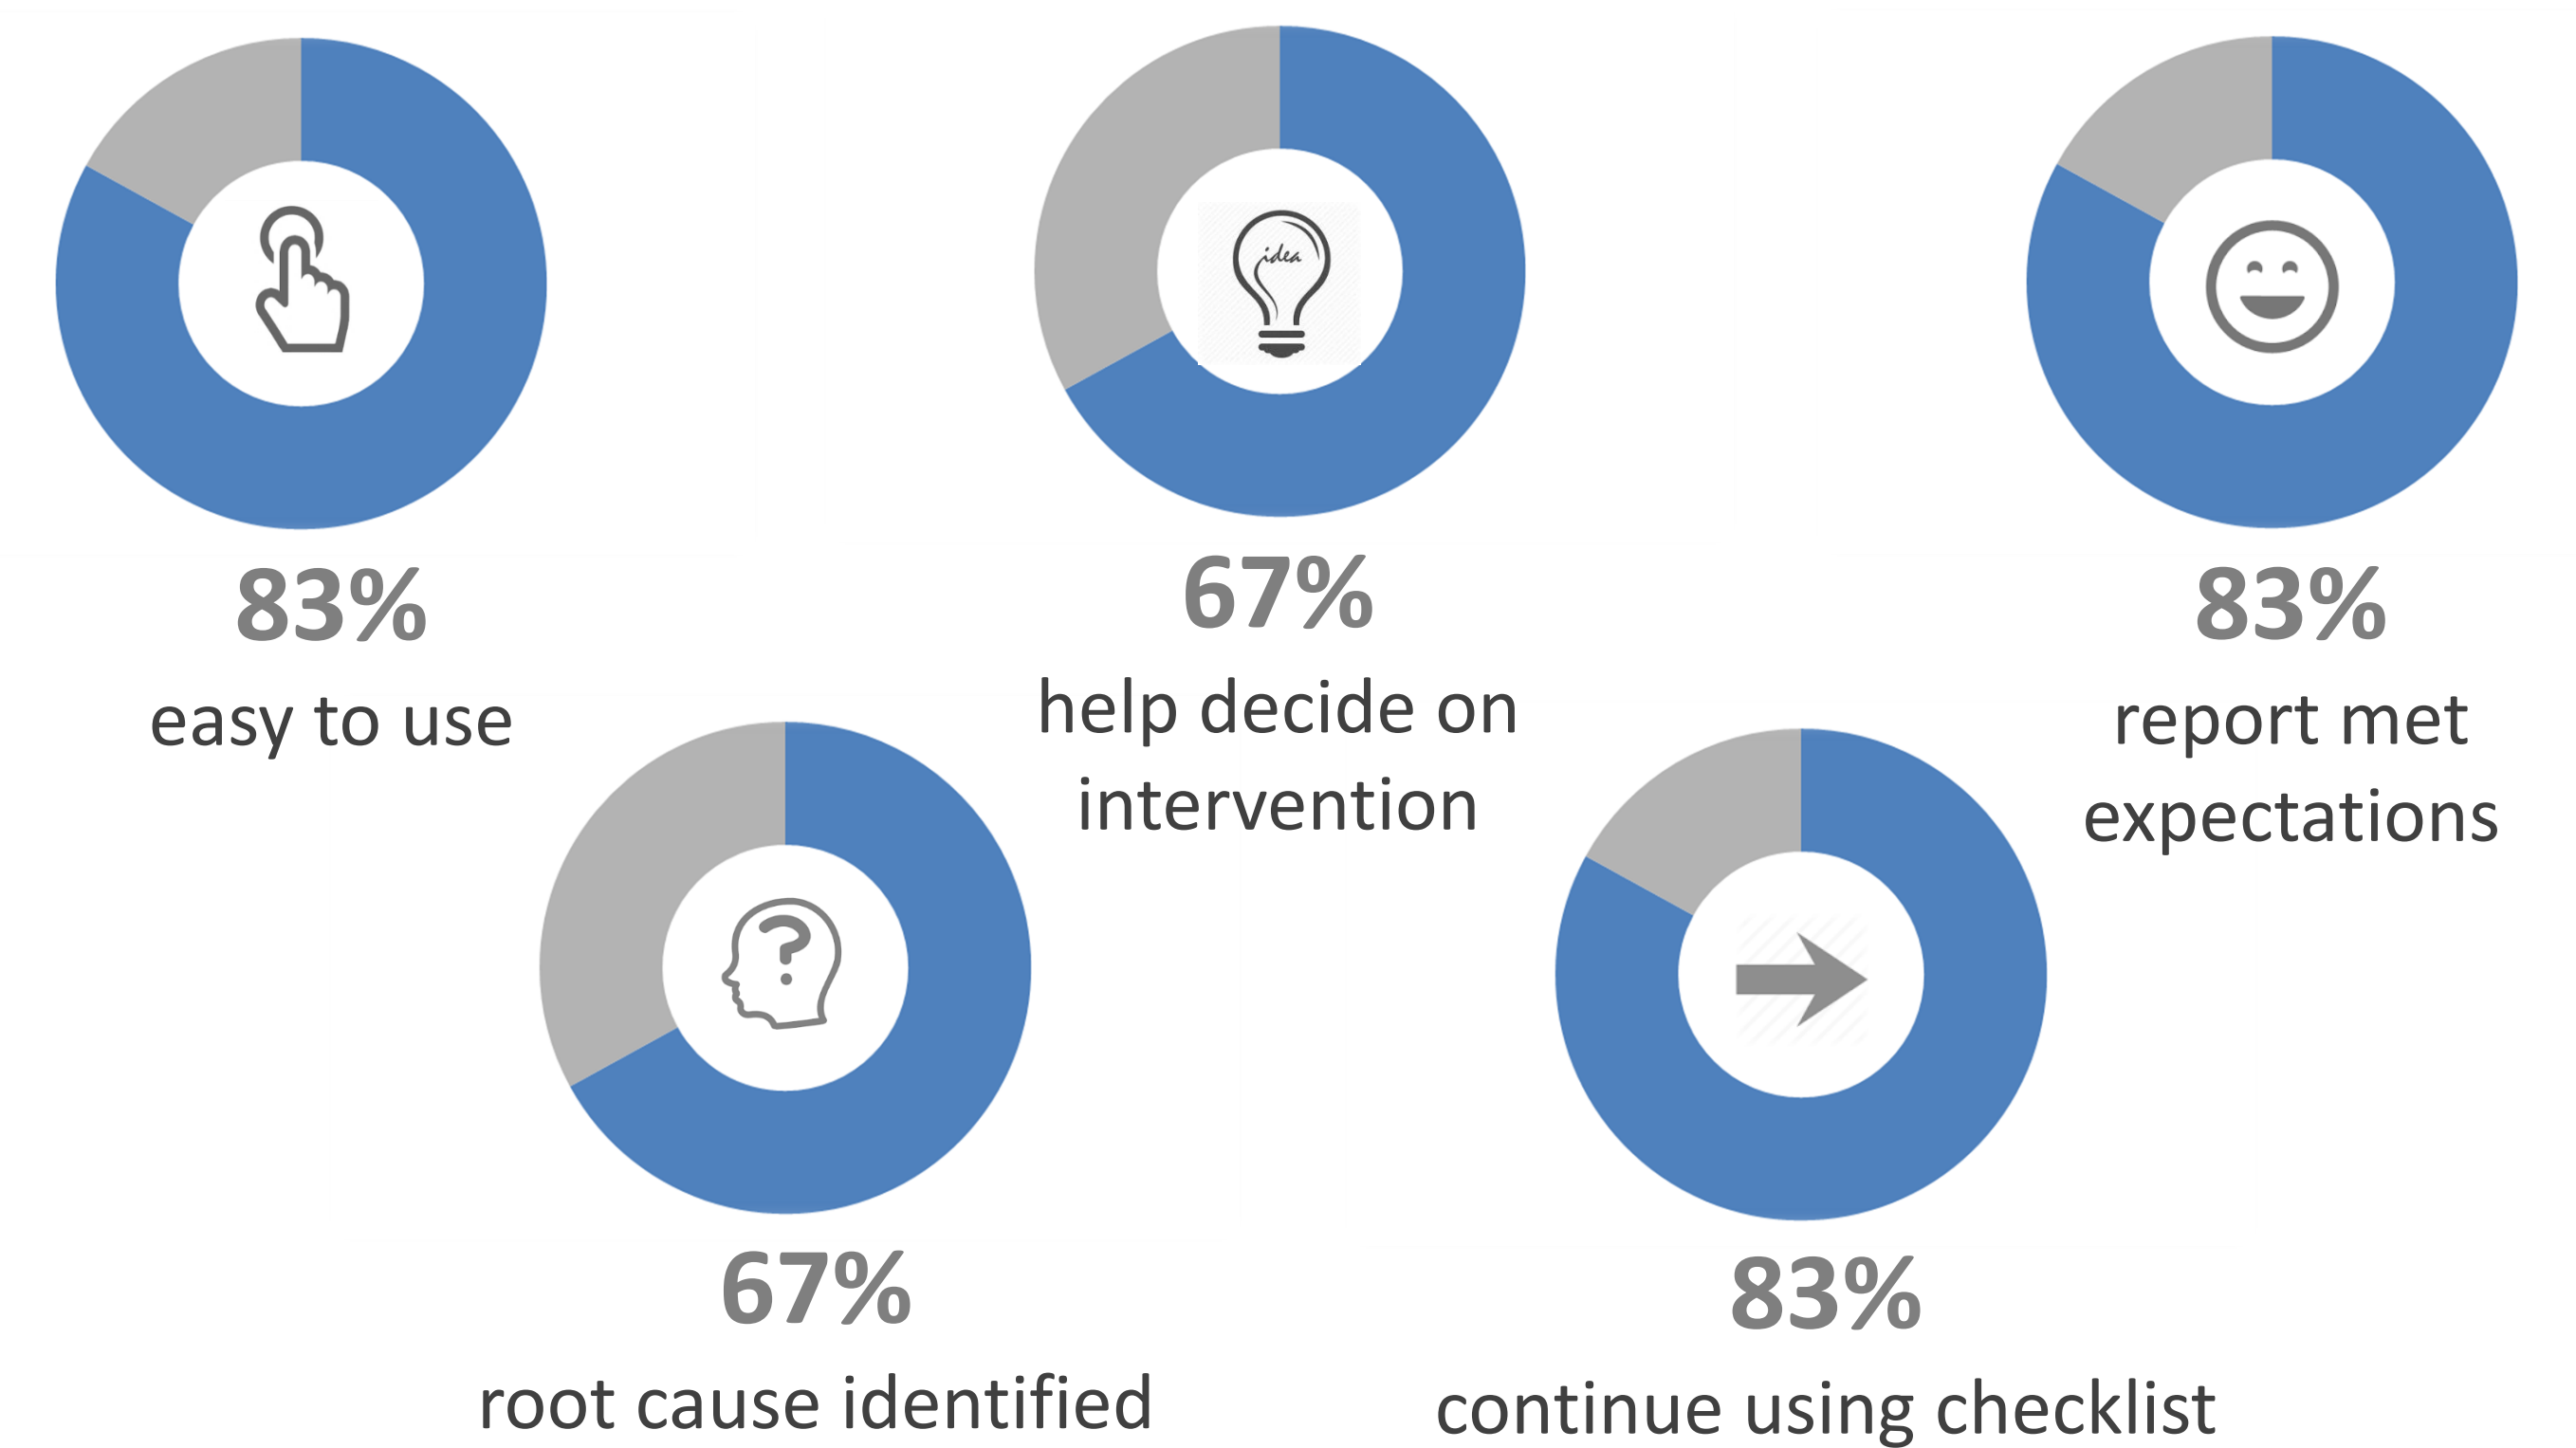 idea
83%
easy to use
67%
help decide on
intervention
83%
report met
expectations
?
67%
root cause identified
83%
continue using checklist